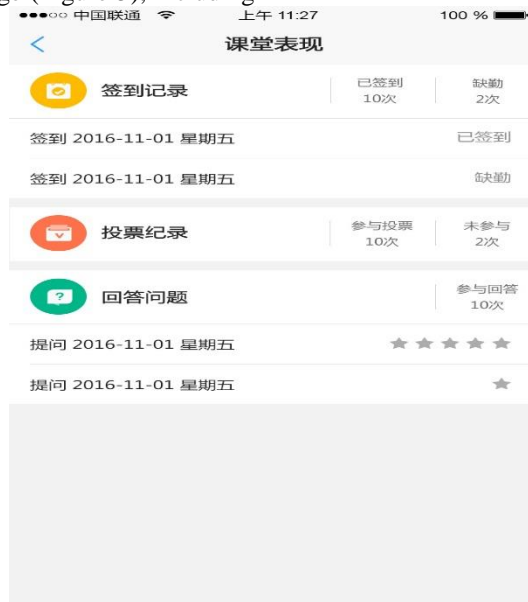 中国联通 上午 11:27 100 %
课堂表现
签到记录 已签到 10次 缺勤 2次
签到 2016-11-01 星期五 已签到
签到 2016-11-01 星期五 缺勤
投票纪录 参与投票 10次 未参与 2次
回答问题 参与回答 10次
提问 2016-11-01 星期五
提问 2016-11-01 星期五